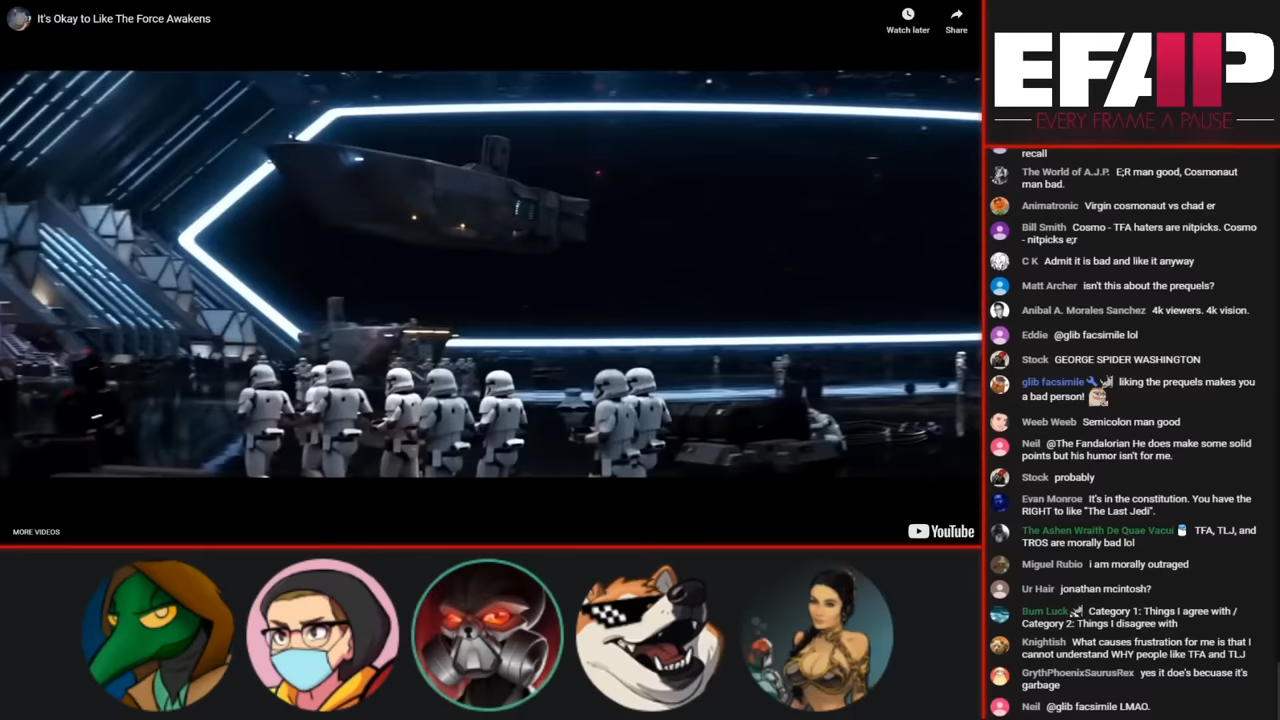 It's Okay to Like The Force Awakens
Watch later
Share
MORE VIDEOS
YouTube
EFAP
EVERY FRAME A PAUSE
recall
The World of A.J.P. E;R man good, Cosmonaut
man bad.
Animatronic Virgin cosmonaut vs chad er
Bill Smith Cosmo - TFA haters are nitpicks. Cosmo
- nitpicks e;r
C K Admit it is bad and like it anyway
Matt Archer isn't this about the prequels?
Anibal A. Morales Sanchez 4k viewers. 4k vision.
Eddie @glib facsimile lol
Stock GEORGE SPIDER WASHINGTON
glib facsimile liking the prequels makes you
a bad person!
Weeb Weeb Semicolon man good
Neil @The Fandalorian He does make some solid
points but his humor isn't for me.
Stock probably
Evan Monroe It's in the constitution. You have the
RIGHT to like "The Last Jedi".
The Ashen Wraith De Quae Vacui TFA, TLJ, and
TROS are morally bad lol
Miguel Rubio i am morally outraged
Ur Hair jonathan mcintosh?
Bum Luck Category 1: Things I agree with /
Category 2: Things I disagree with
Knightish What causes frustration for me is that I
cannot understand WHY people like TFA and TLJ
GrythPhoenixSaurusRex yes it doe's becuase it's
garbage
Neil @glib facsimile LMAO.